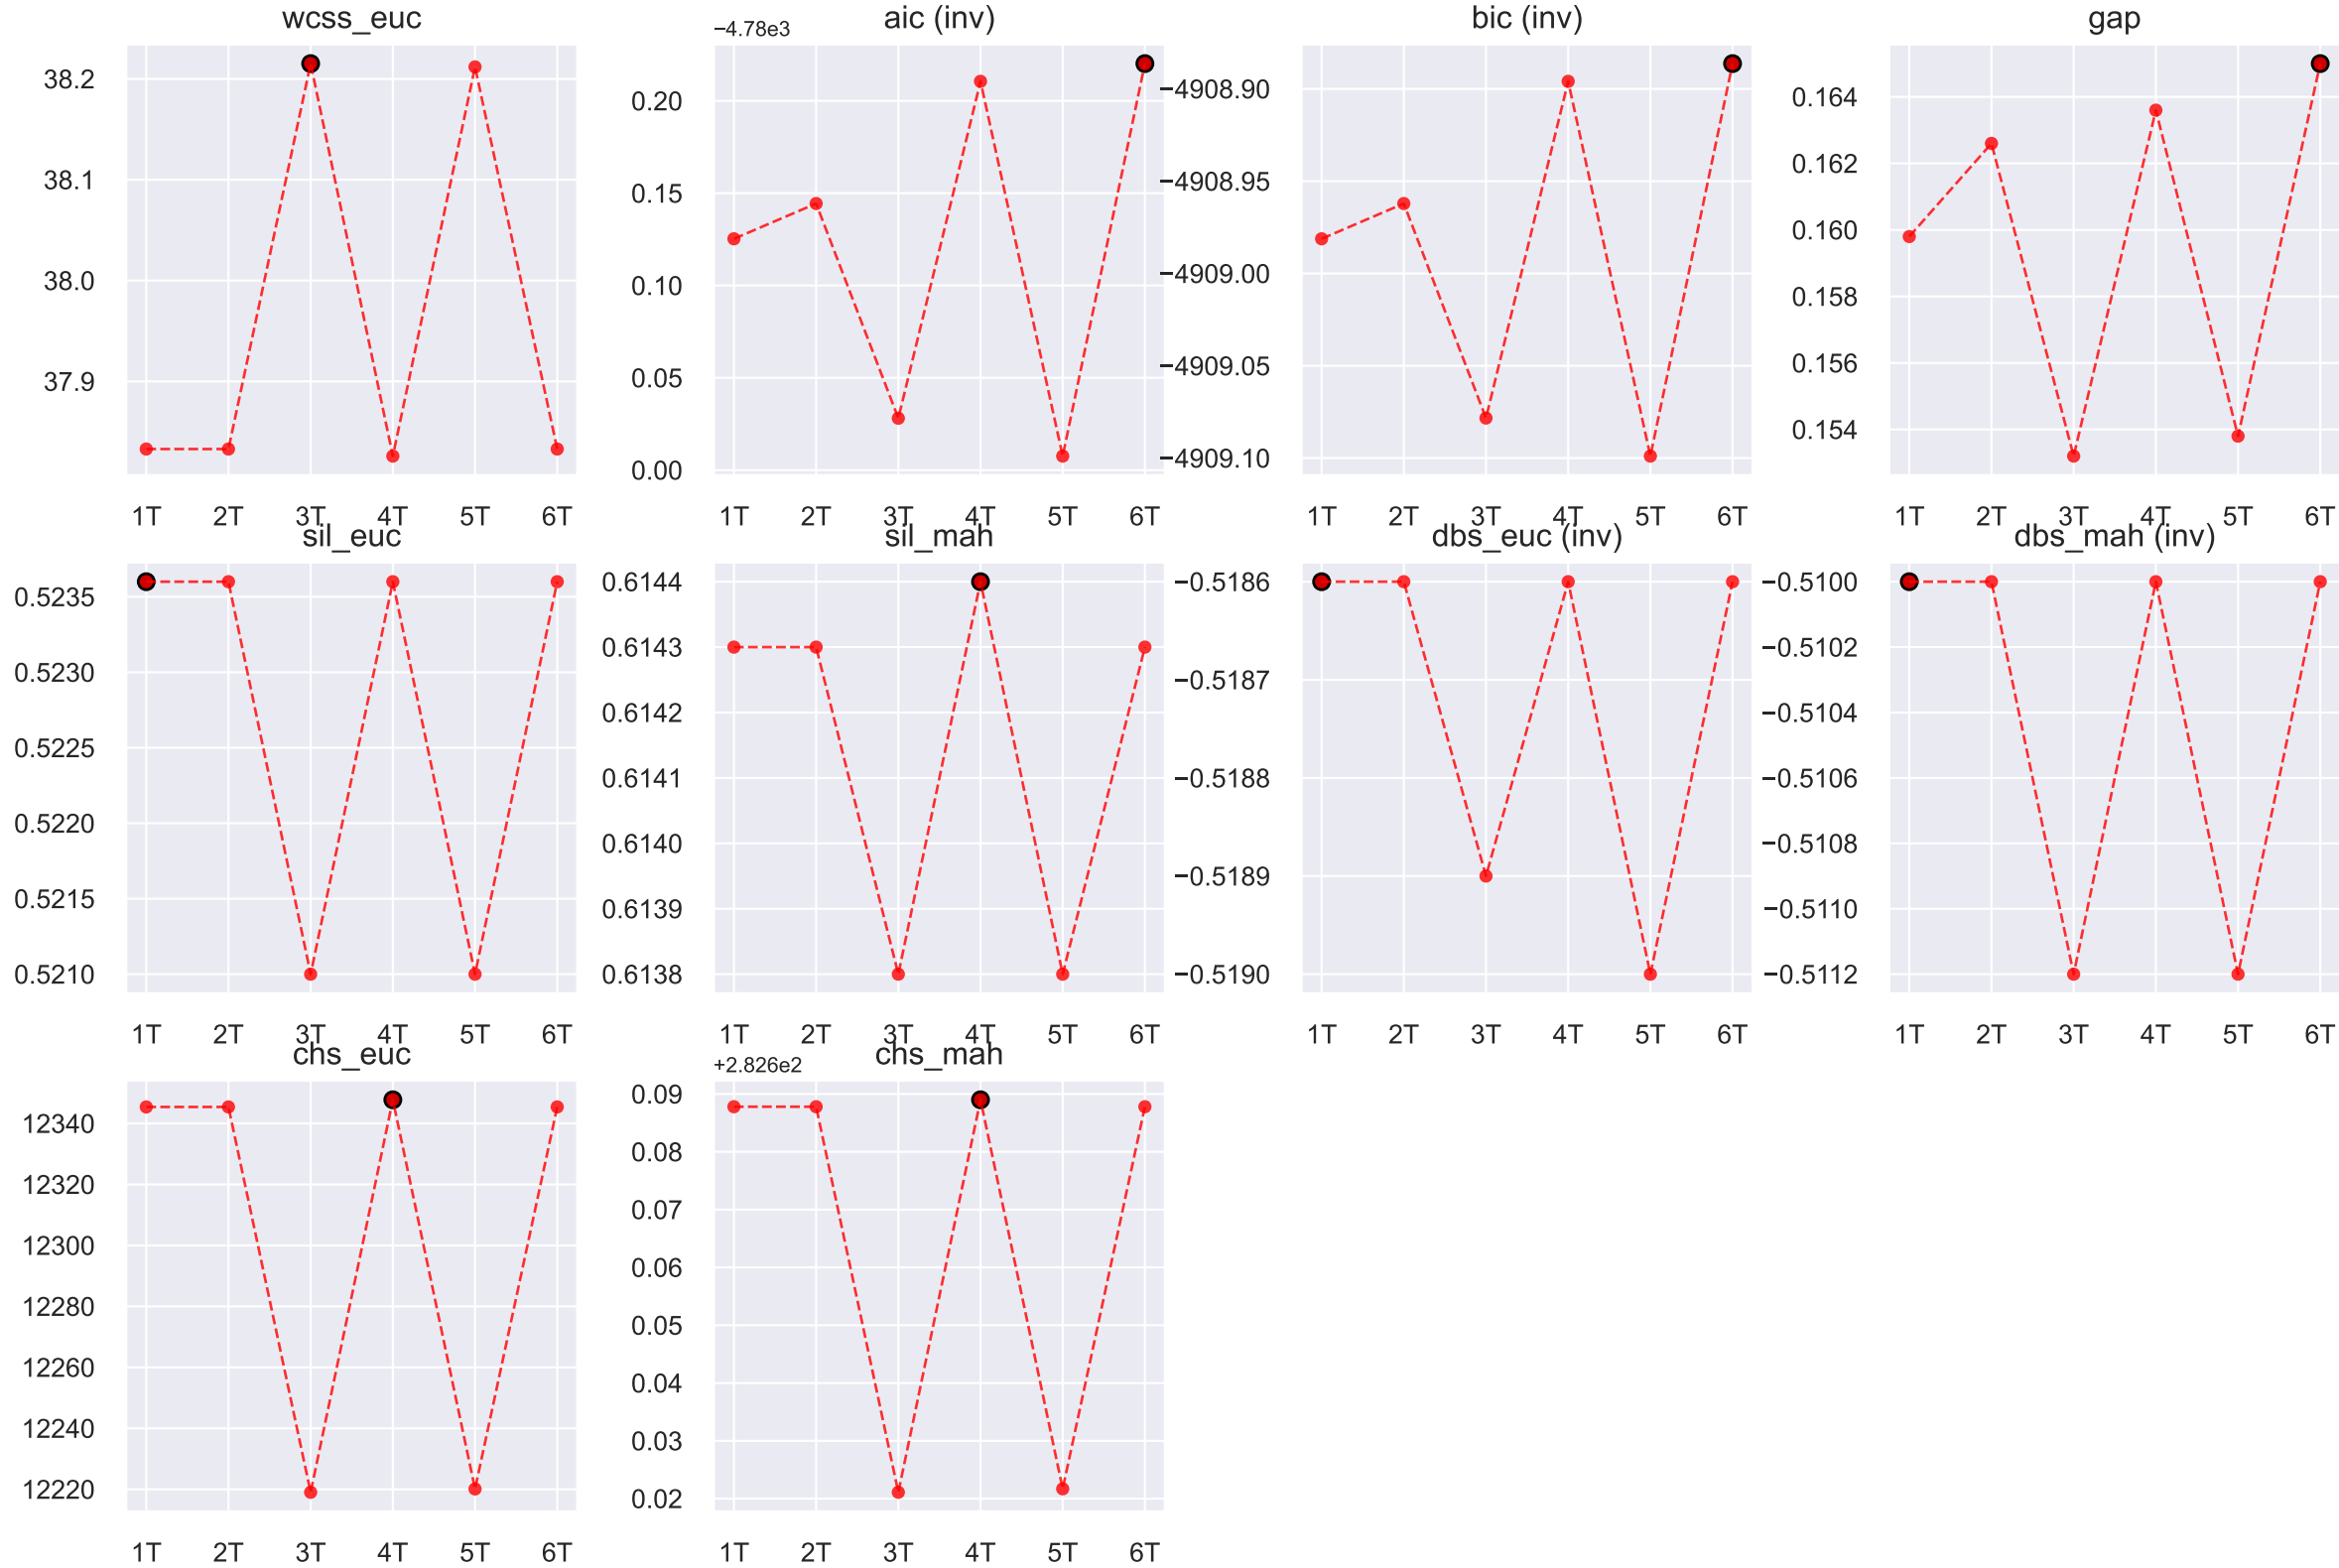 wcss_euc
38.2
38.1
38.0
37.9
1T 2T 3T 4T 5T 6T
aic (inv)
−4.78e3
0.20
0.15
0.10
0.05
0.00
1T 2T 3T 4T 5T 6T
bic (inv)
−4908.90
−4908.95
−4909.00
−4909.05
−4909.10
1T 2T 3T 4T 5T 6T
gap
0.164
0.162
0.160
0.158
0.156
0.154
1T 2T 3T 4T 5T 6T
sil_euc
0.5235
0.5230
0.5225
0.5220
0.5215
0.5210
1T 2T 3T 4T 5T 6T
sil_mah
0.6144
0.6143
0.6142
0.6141
0.6140
0.6139
0.6138
1T 2T 3T 4T 5T 6T
dbs_euc (inv)
−0.5186
−0.5187
−0.5188
−0.5189
−0.5190
1T 2T 3T 4T 5T 6T
dbs_mah (inv)
−0.5100
−0.5102
−0.5104
−0.5106
−0.5108
−0.5110
−0.5112
1T 2T 3T 4T 5T 6T
chs_euc
12340
12320
12300
12280
12260
12240
12220
1T 2T 3T 4T 5T 6T
chs_mah
+2.826e2
0.09
0.08
0.07
0.06
0.05
0.04
0.03
0.02
1T 2T 3T 4T 5T 6T